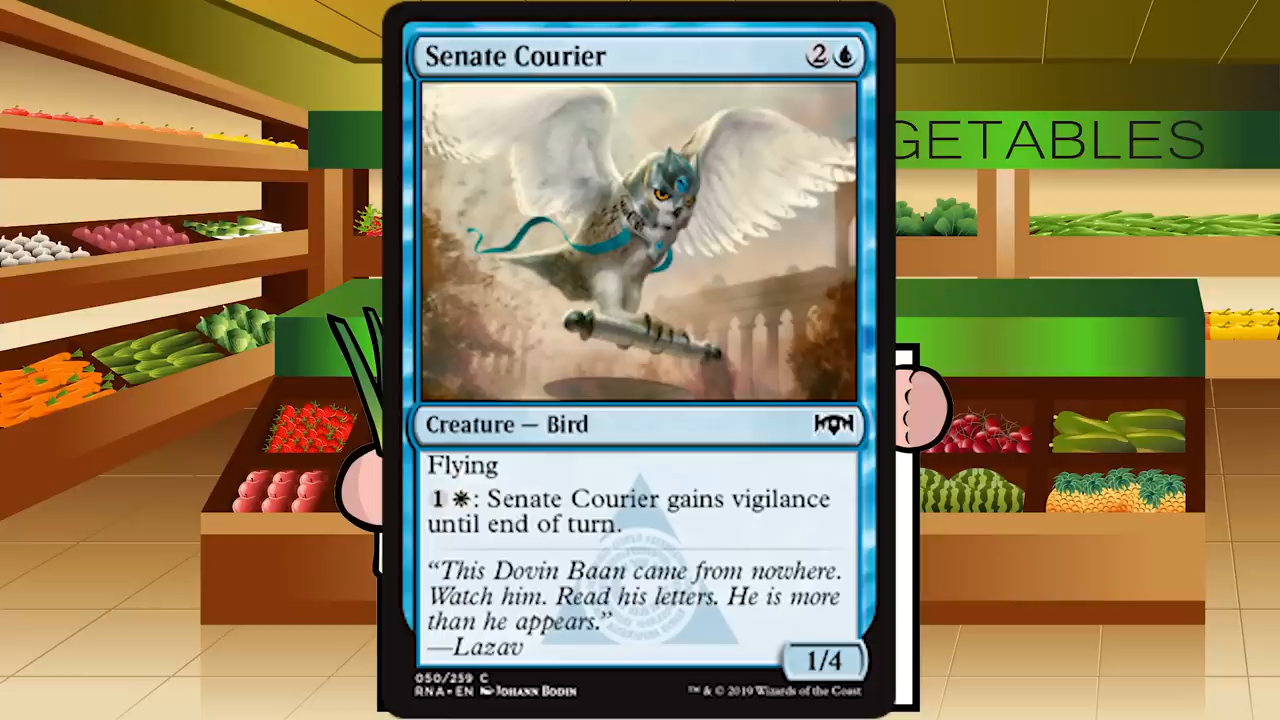 Senate Courier 2
GETABLES
Creature — Bird
Flying
1 : Senate Courier gains vigilance
until end of turn.
“This Dovin Baan came from nowhere.
Watch him. Read his letters. He is more
than he appears.”
—Lazav
1/4
050/259 C
RNA • EN Johann Bodin
™ & © 2019 Wizards of the Coast